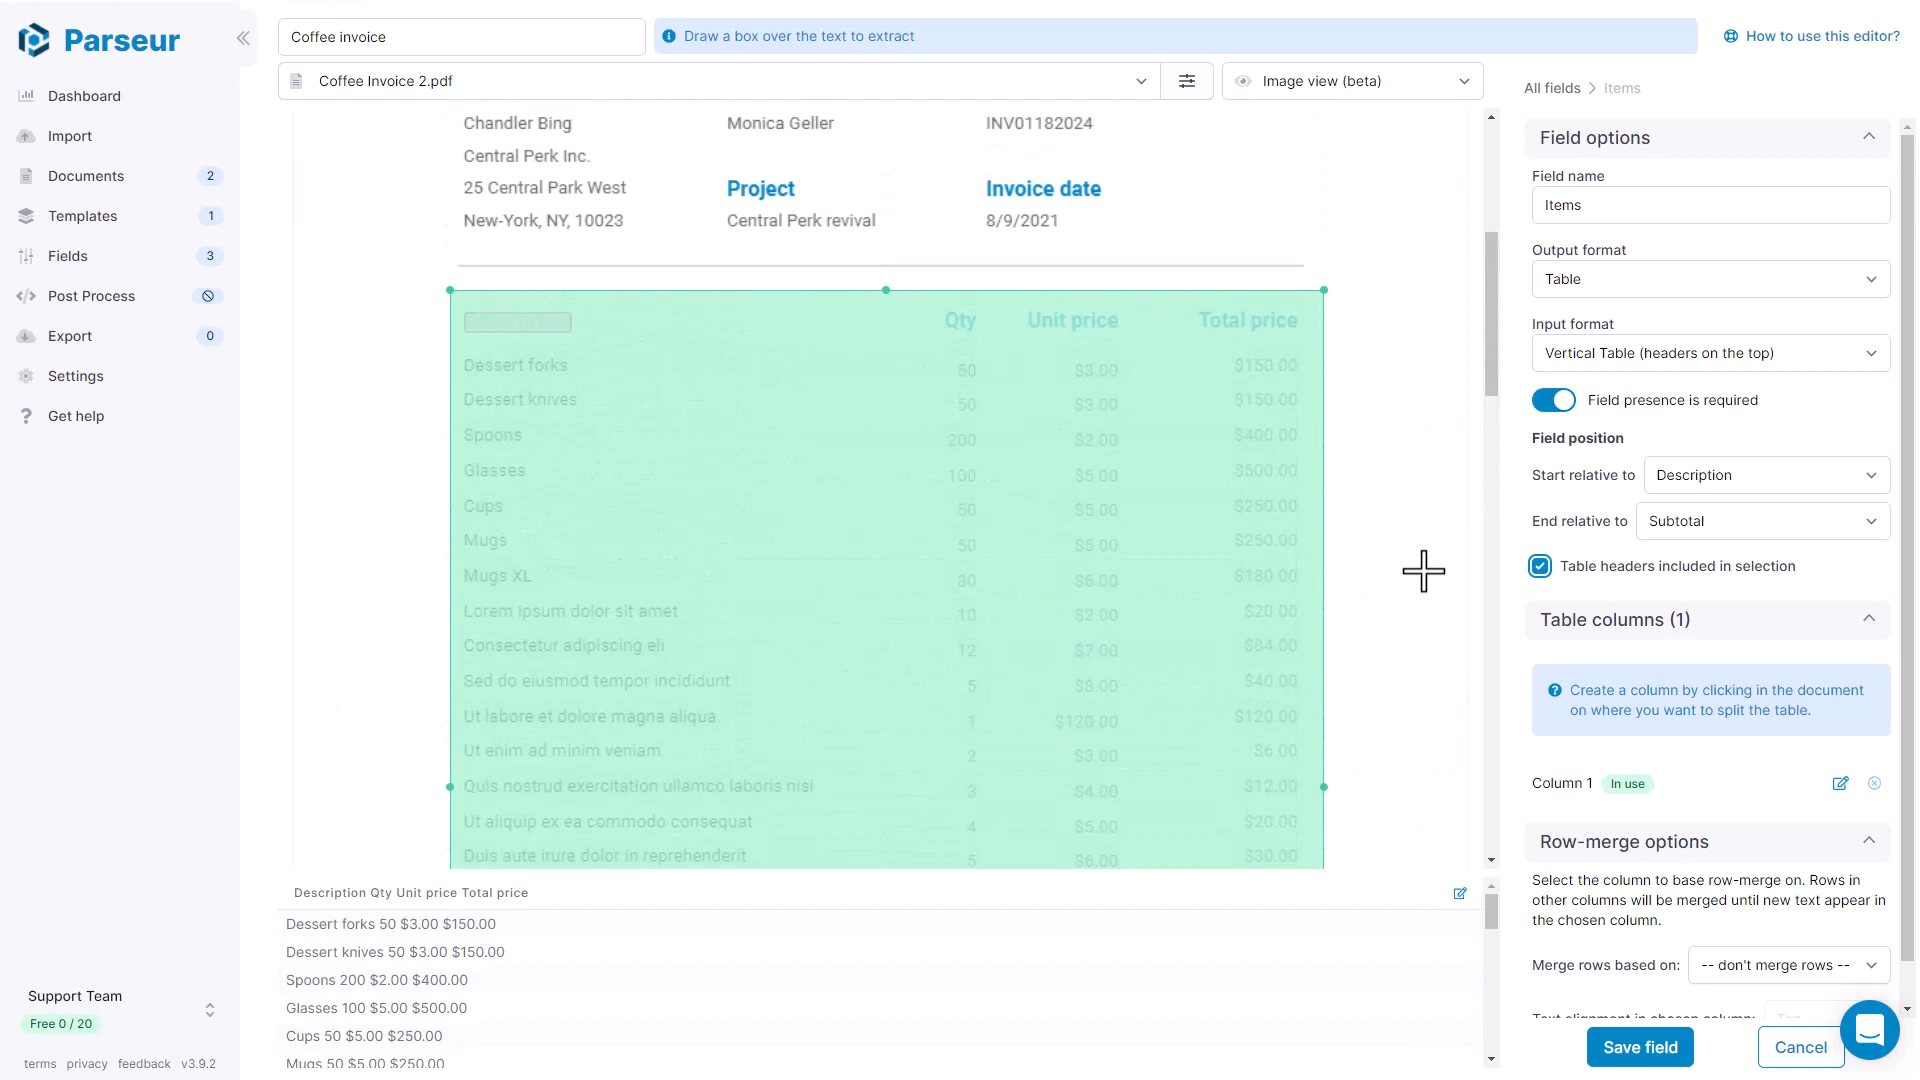 Parseur
Dashboard
Import
Documents 2
Templates 1
Fields 3
Post Process
Export 0
Settings
Get help
Support Team
Free 0 / 20
terms privacy feedback v3.9.2
Coffee invoice
Draw a box over the text to extract
How to use this editor?
Coffee Invoice 2.pdf
Image view (beta)
Chandler Bing Monica Geller INV01182024
Central Perk Inc.
25 Central Park West Project Invoice date
New-York, NY, 10023 Central Perk revival 8/9/2021
Qty Unit price Total price
Dessert forks 50 $3.00 $150.00
Dessert knives 50 $3.00 $150.00
Spoons 200 $2.00 $400.00
Glasses 100 $5.00 $500.00
Cups 50 $5.00 $250.00
Mugs 50 $5.00 $250.00
Mugs XL 30 $6.00 $180.00
Lorem ipsum dolor sit amet 10 $2.00 $20.00
Consectetur adipiscing eli 12 $7.00 $84.00
Sed do eiusmod tempor incididunt 5 $8.00 $40.00
Ut labore et dolore magna aliqua 1 $120.00 $120.00
Ut enim ad minim veniam 2 $3.00 $6.00
Quis nostrud exercitation ullamco laboris nisi 3 $4.00 $12.00
Ut aliquip ex ea commodo consequat 4 $5.00 $20.00
Duis aute irure dolor in reprehenderit 5 $6.00 $30.00
Description Qty Unit price Total price
Dessert forks 50 $3.00 $150.00
Dessert knives 50 $3.00 $150.00
Spoons 200 $2.00 $400.00
Glasses 100 $5.00 $500.00
Cups 50 $5.00 $250.00
Mugs 50 $5.00 $250.00
All fields > Items
Field options
Field name
Items
Output format
Table
Input format
Vertical Table (headers on the top)
Field presence is required
Field position
Start relative to Description
End relative to Subtotal
Table headers included in selection
Table columns (1)
Create a column by clicking in the document
on where you want to split the table.
Column 1 In use
Row-merge options
Select the column to base row-merge on. Rows in
other columns will be merged until new text appear in
the chosen column.
Merge rows based on: -- don't merge rows --
Text alignment in chosen column: Top
Save field Cancel